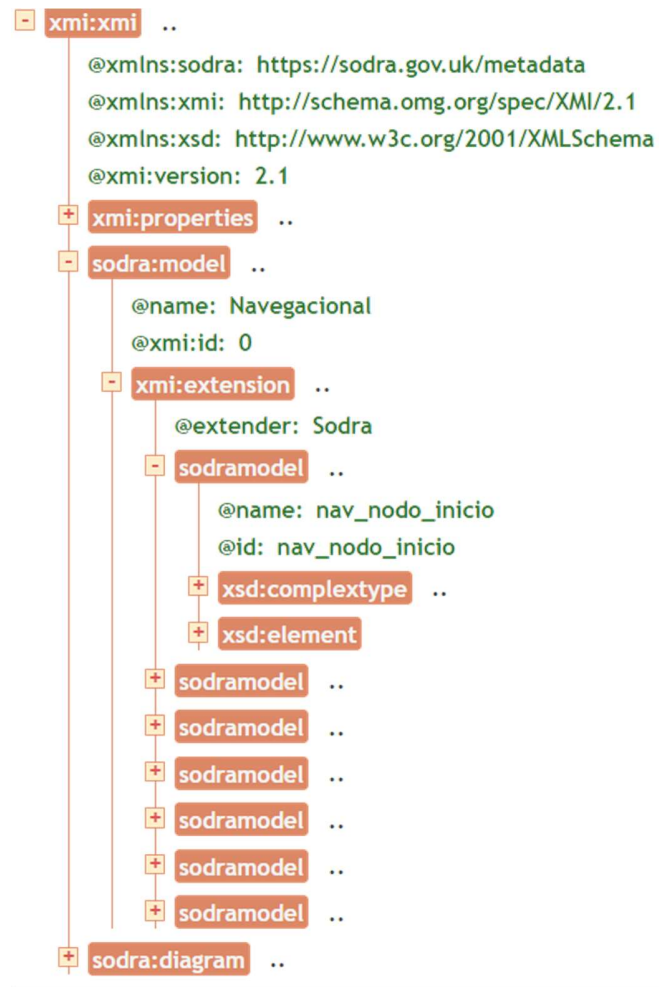 - xmi:xmi ..
@xmlns:sodra: https://sodra.gov.uk/metadata
@xmlns:xmi: http://schema.omg.org/spec/XMI/2.1
@xmlns:xsd: http://www.w3c.org/2001/XMLSchema
@xmi:version: 2.1
+ xmi:properties ..
- sodra:model ..
@name: Navegacional
@xmi:id: 0
- xmi:extension ..
@extender: Sodra
- sodramodel ..
@name: nav_nodo_inicio
@id: nav_nodo_inicio
+ xsd:complextype ..
+ xsd:element
+ sodramodel ..
+ sodramodel ..
+ sodramodel ..
+ sodramodel ..
+ sodramodel ..
+ sodramodel ..
+ sodra:diagram ..